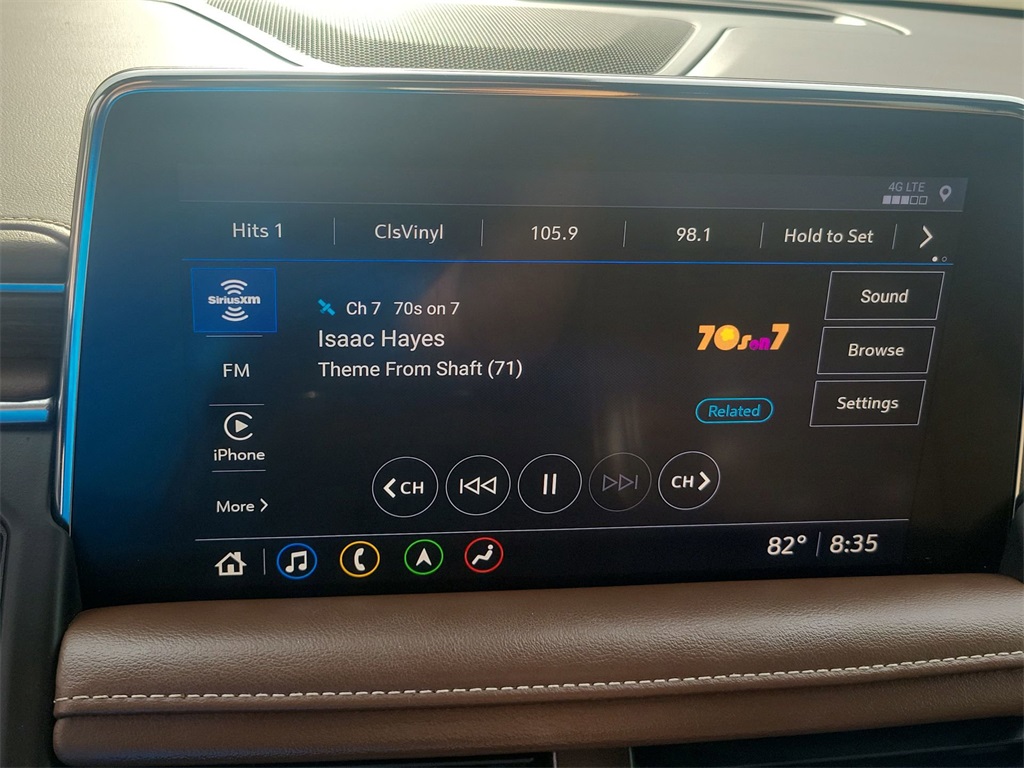 4G LTE
Hits 1 ClsVinyl 105.9 98.1 Hold to Set
SiriusXM
Ch 7 70s on 7
Isaac Hayes
Theme From Shaft (71)
70s on 7
Related
Sound
Browse
Settings
FM
iPhone
More
CH CH
82° 8:35